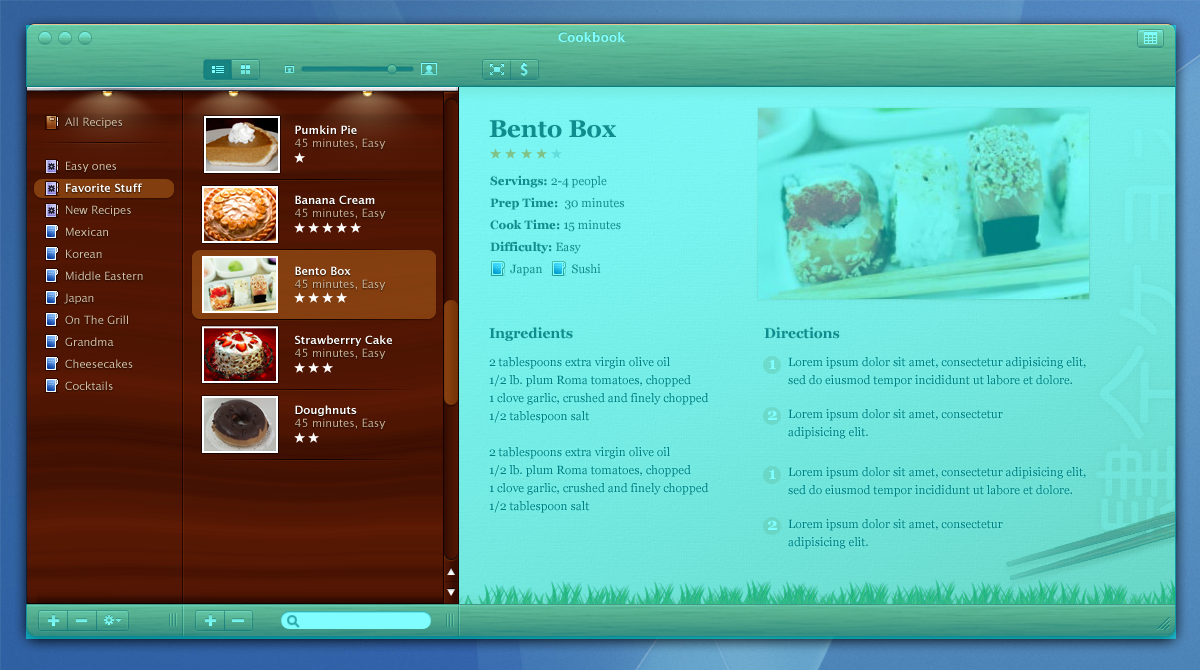 Cookbook
$
All Recipes
Easy ones
Favorite Stuff
New Recipes
Mexican
Korean
Middle Eastern
Japan
On The Grill
Grandma
Cheesecakes
Cocktails
Pumkin Pie
45 minutes, Easy
Banana Cream
45 minutes, Easy
Bento Box
45 minutes, Easy
Strawberrry Cake
45 minutes, Easy
Doughnuts
45 minutes, Easy
Bento Box
Servings: 2-4 people
Prep Time: 30 minutes
Cook Time: 15 minutes
Difficulty: Easy
Japan Sushi
Ingredients
2 tablespoons extra virgin olive oil
1/2 lb. plum Roma tomatoes, chopped
1 clove garlic, crushed and finely chopped
1/2 tablespoon salt
2 tablespoons extra virgin olive oil
1/2 lb. plum Roma tomatoes, chopped
1 clove garlic, crushed and finely chopped
1/2 tablespoon salt
Directions
1 Lorem ipsum dolor sit amet, consectetur adipisicing elit,
sed do eiusmod tempor incididunt ut labore et dolore.
2 Lorem ipsum dolor sit amet, consectetur
adipisicing elit.
1 Lorem ipsum dolor sit amet, consectetur adipisicing elit,
sed do eiusmod tempor incididunt ut labore et dolore.
2 Lorem ipsum dolor sit amet, consectetur
adipisicing elit.